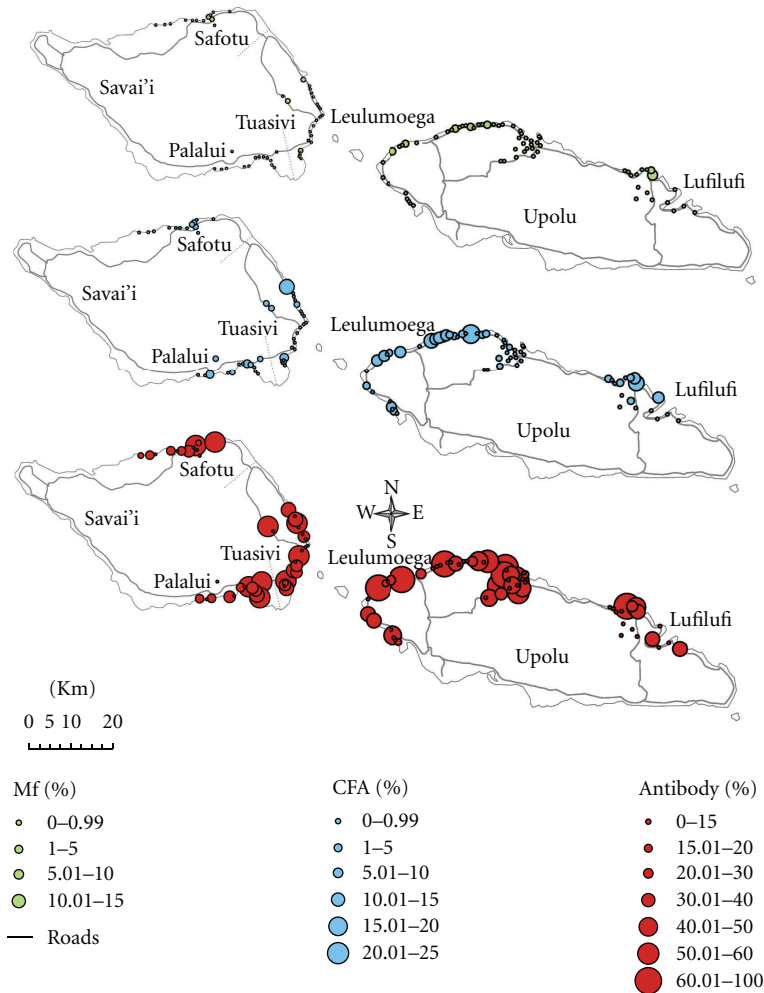 Safotu
Savai'i
Tuasivi
Leulumoega
Palalui
Lufilufi
Upolu
Safotu
Savai'i
Tuasivi
Leulumoega
Palalui
Lufilufi
Upolu
Safotu
Savai'i
N
W E
S
Tuasivi
Leulumoega
Palalui
Lufilufi
Upolu
(Km)
0 5 10 20
Mf (%)
0–0.99
1–5
5.01–10
10.01–15
Roads
CFA (%)
0–0.99
1–5
5.01–10
10.01–15
15.01–20
20.01–25
Antibody (%)
0–15
15.01–20
20.01–30
30.01–40
40.01–50
50.01–60
60.01–100